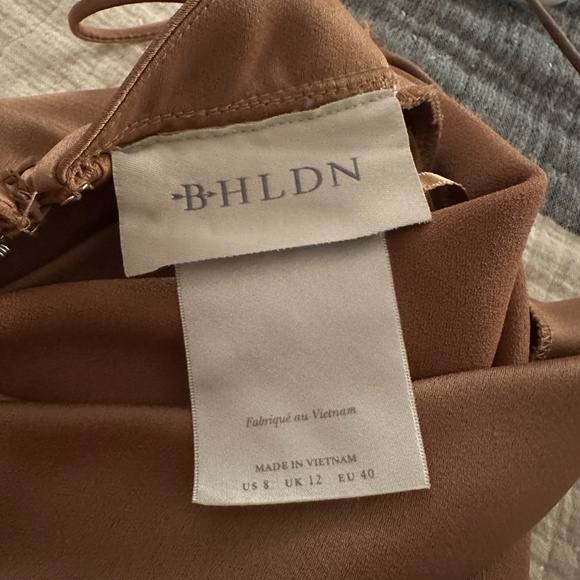 BHLDN
Fabriqué au Vietnam
MADE IN VIETNAM
US 8 UK 12 EU 40